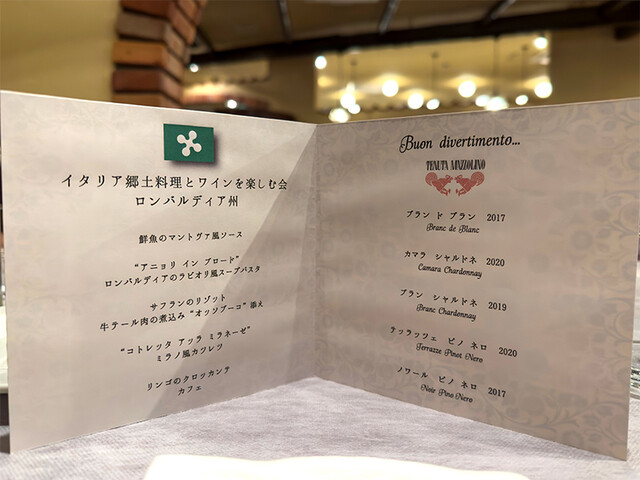 イタリア郷土料理とワインを楽しむ会
ロンバルディア州
鮮魚のマントヴァ風ソース
“アニョリ イン ブロード”
ロンバルディアのラビオリ風スープパスタ
サフランのリゾット
牛テール肉の煮込み “オッソブーコ” 添え
“コトレッタ アッラ ミラネーゼ”
ミラノ風カツレツ
リンゴのクロッカンテ
カフェ
Buon divertimento...
TENUTA MAZZOLINO
ブラン ド ブラン 2017
Branc de Blanc
カマラ シャルドネ 2020
Camara Chardonnay
ブラン シャルドネ 2019
Branc Chardonnay
テッラッツェ ピノ ネロ 2020
Terrazze Pinot Nero
ノワール ピノ ネロ 2017
Noir Pino Nero